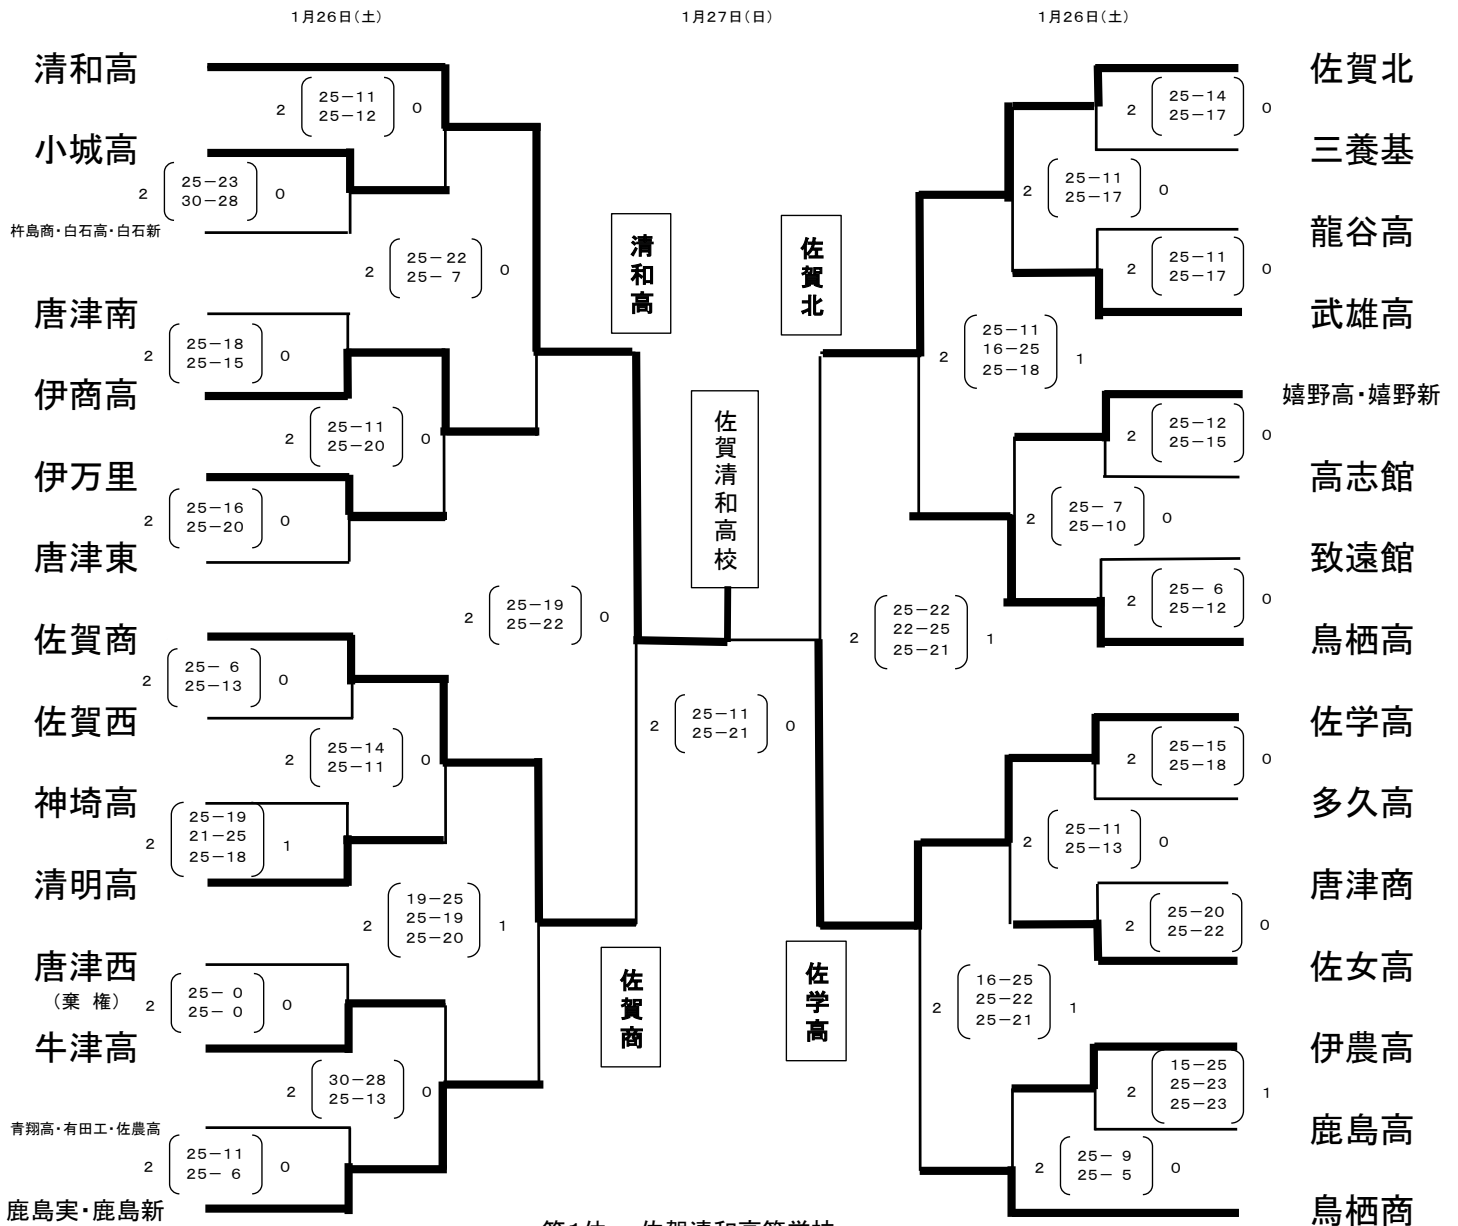 1月26日(土)
1月27日(日)
1月26日(土)
清和高
2 25-11 0
25-12
小城高
2 25-23 0
30-28
杵島商・白石高・白石新
2 25-22 0
25- 7
唐津南
2 25-18 0
25-15
伊商高
2 25-11 0
25-20
伊万里
2 25-16 0
25-20
唐津東
2 25-19 0
25-22
佐賀商
2 25- 6 0
25-13
佐賀西
2 25-14 0
25-11
神埼高
2 25-19 1
21-25
25-18
清明高
2 19-25 1
25-19
25-20
唐津西
(棄 権)
2 25- 0 0
25- 0
牛津高
2 30-28 0
25-13
青翔高・有田工・佐農高
2 25-11 0
25- 6
鹿島実・鹿島新
清和高
佐賀北
佐賀清和高校
2 25-11 0
25-21
佐賀商
佐学高
佐賀北
2 25-14 0
25-17
三養基
2 25-11 0
25-17
龍谷高
2 25-11 0
25-17
武雄高
2 25-11 1
16-25
25-18
嬉野高・嬉野新
2 25-12 0
25-15
高志館
2 25- 7 0
25-10
致遠館
2 25- 6 0
25-12
鳥栖高
2 25-22 1
22-25
25-21
佐学高
2 25-15 0
25-18
多久高
2 25-11 0
25-13
唐津商
2 25-20 0
25-22
佐女高
2 16-25 1
25-22
25-21
伊農高
2 15-25 1
25-23
25-23
鹿島高
2 25- 9 0
25- 5
鳥栖商